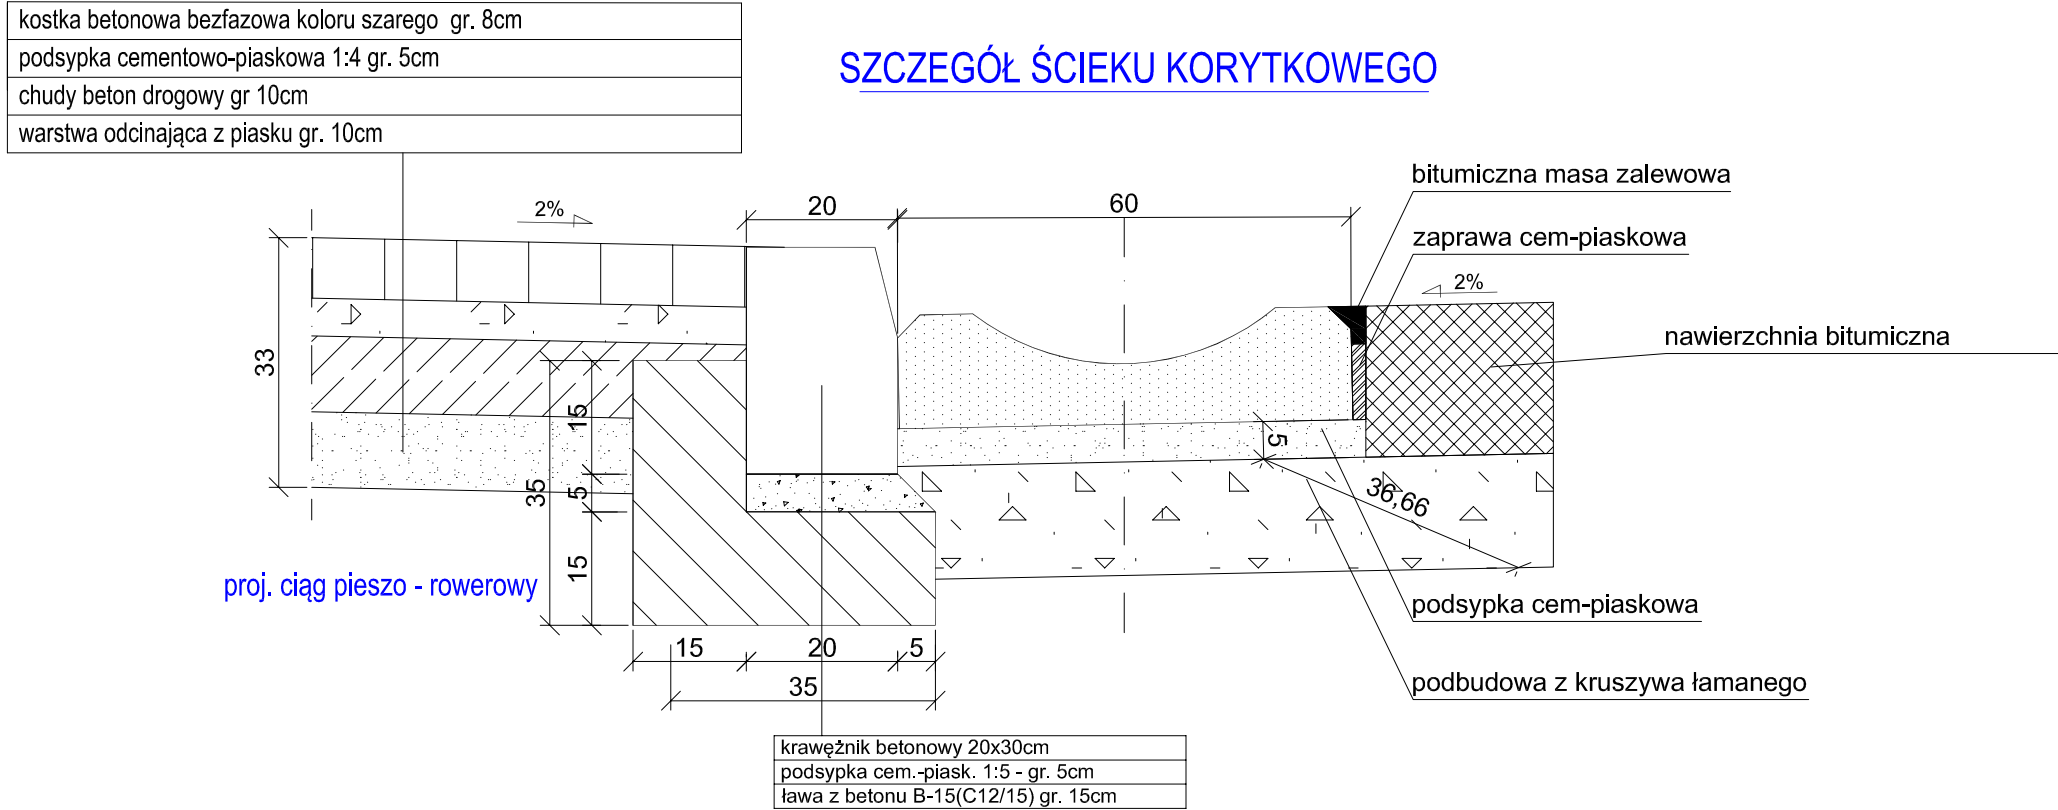 kostka betonowa bezfazowa koloru szarego gr. 8cm
podsypka cementowo-piaskowa 1:4 gr. 5cm
chudy beton drogowy gr 10cm
warstwa odcinająca z piasku gr. 10cm
SZCZEGÓŁ ŚCIEKU KORYTKOWEGO
bitumiczna masa zalewowa
2%
20
60
zaprawa cem-piaskowa
2%
nawierzchnia bitumiczna
33
15
5
35
5
36,66
15
proj. ciąg pieszo - rowerowy
podsypka cem-piaskowa
15
20
5
35
podbudowa z kruszywa łamanego
krawężnik betonowy 20x30cm
podsypka cem.-piask. 1:5 - gr. 5cm
ława z betonu B-15(C12/15) gr. 15cm